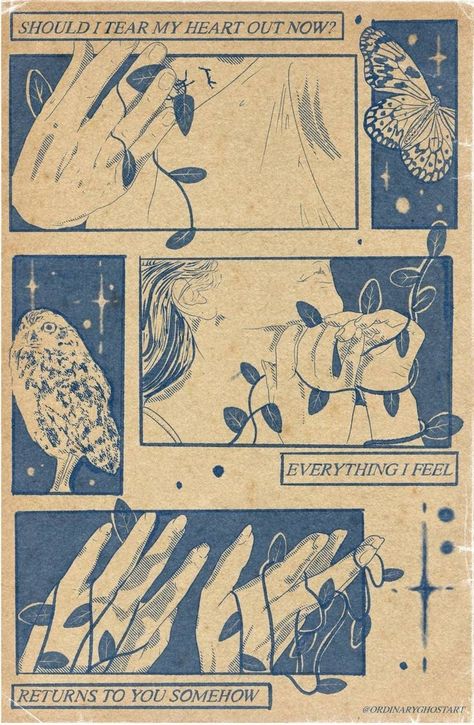 SHOULD I TEAR MY HEART OUT NOW?
EVERYTHING I FEEL
RETURNS TO YOU SOMEHOW
@ORDINARYGHOSTART